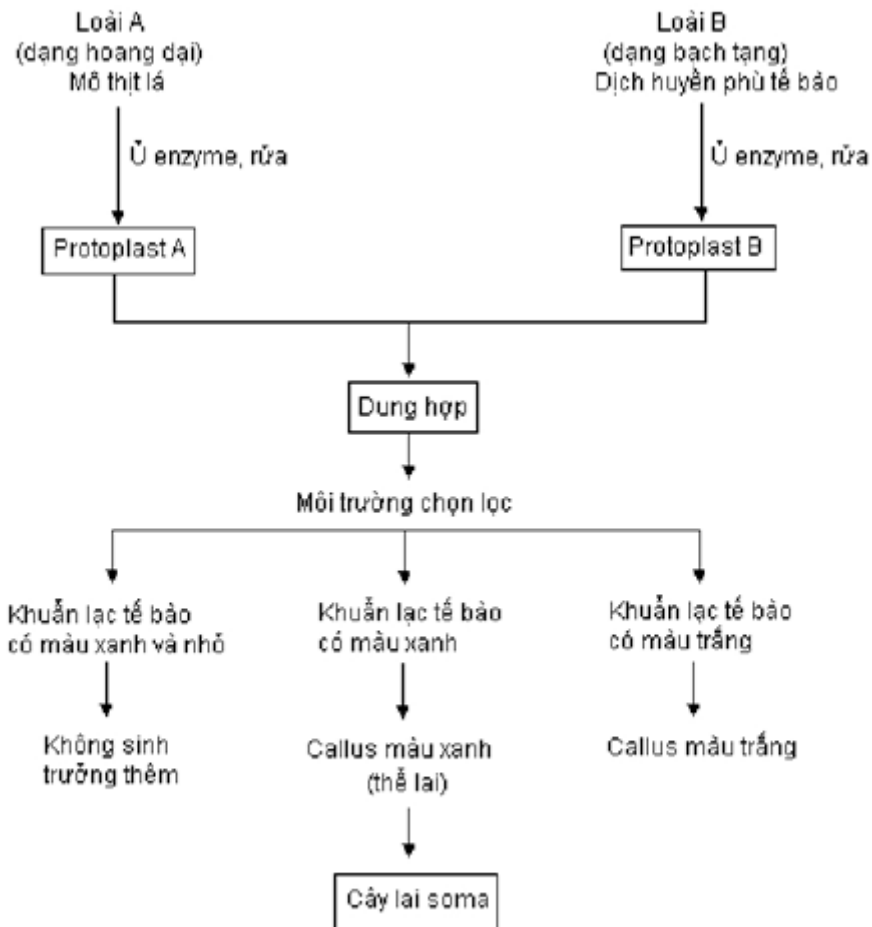 Loài A
(dạng hoang dại)
Mô thịt lá
Loài B
(dạng bạch tạng)
Dịch huyền phù tế bào
Ủ enzyme, rửa
Ủ enzyme, rửa
Protoplast A
Protoplast B
Dung hợp
Môi trường chọn lọc
Khuẩn lạc tế bào
có màu xanh và nhỏ
Khuẩn lạc tế bào
có màu xanh
Khuẩn lạc tế bào
có màu trắng
Không sinh
trưỡng thêm
Callus màu xanh
(thể lai)
Callus màu trắng
Cây lai soma